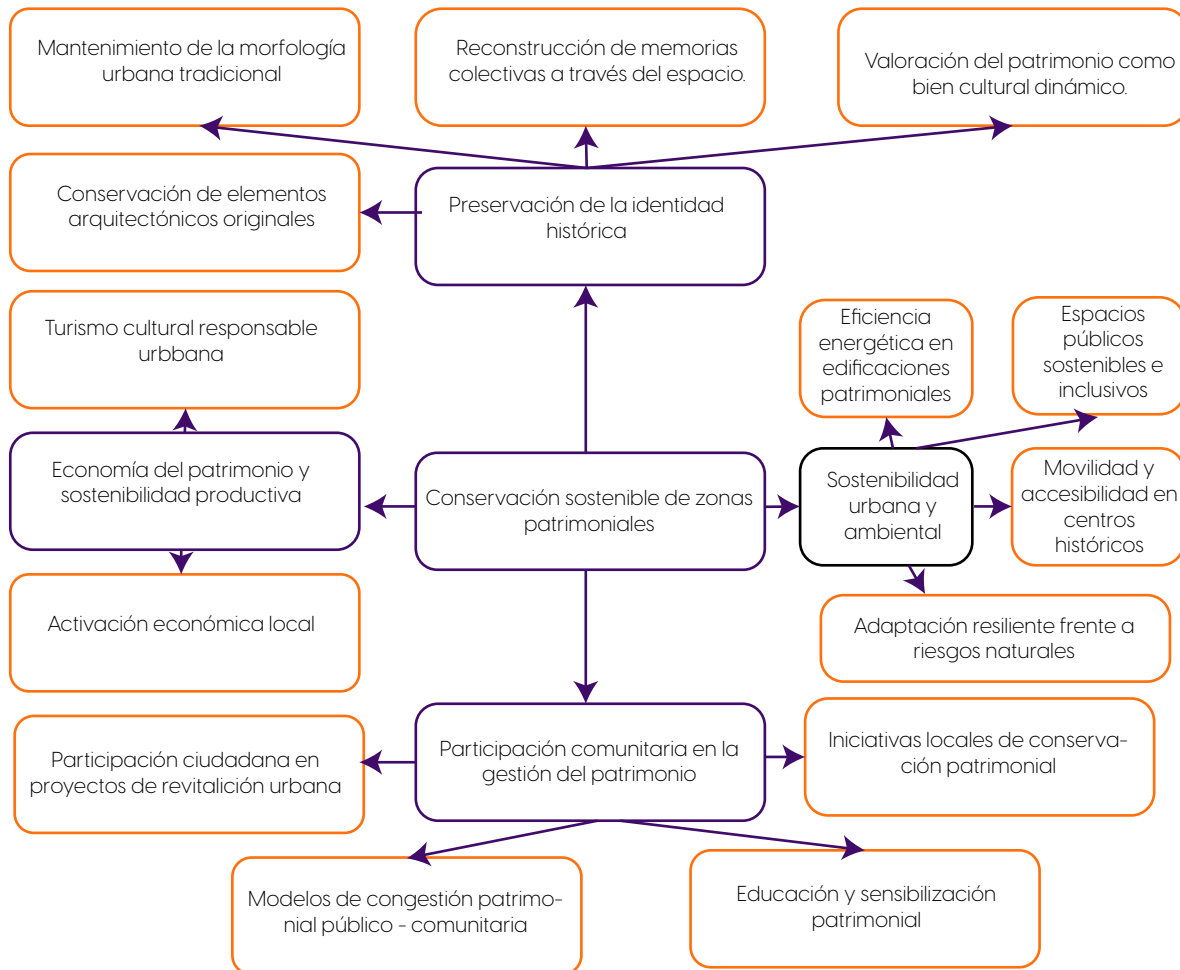 Mantenimiento de la morfología
urbana tradicional
Reconstrucción de memorias
colectivas a través del espacio.
Valoración del patrimonio como
bien cultural dinámico.
Conservación de elementos
arquitectónicos originales
Preservación de la identidad
histórica
Turismo cultural responsable
urbbana
Eficiencia
energética en
edificaciones
patrimoniales
Espacios
públicos
sostenibles e
inclusivos
Economía del patrimonio y
sostenibilidad productiva
Conservación sostenible de zonas
patrimoniales
Sostenibilidad
urbana y
ambiental
Movilidad y
accesibilidad en
centros
históricos
Activación económica local
Adaptación resiliente frente a
riesgos naturales
Participación ciudadana en
proyectos de revitalición urbana
Participación comunitaria en la
gestión del patrimonio
Iniciativas locales de conserva-
ción patrimonial
Modelos de congestión patrimo-
nial público - comunitaria
Educación y sensibilización
patrimonial